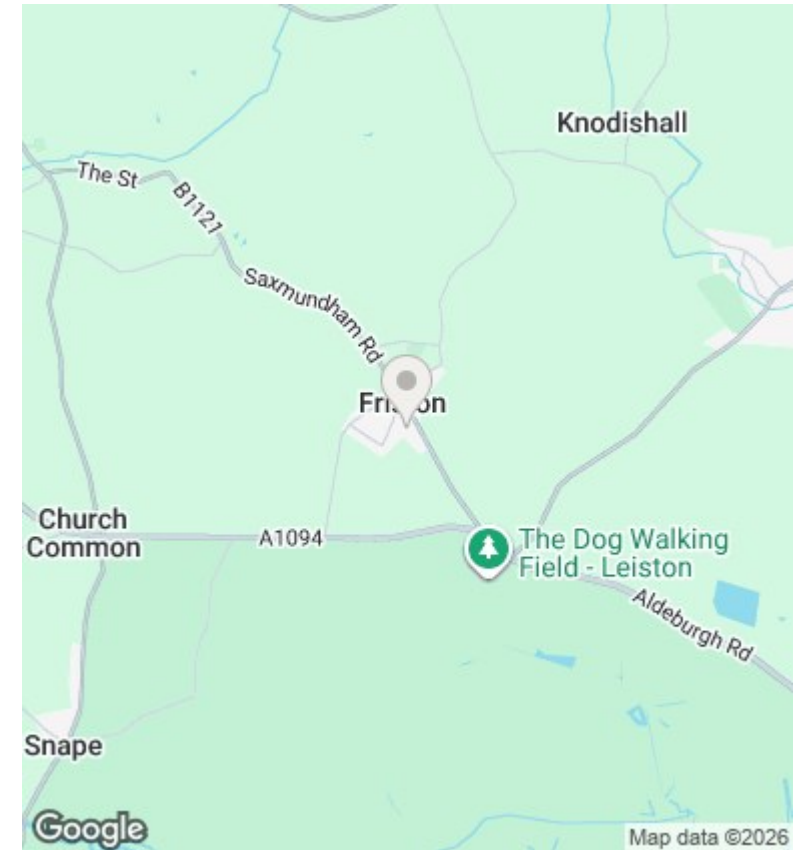 Knodishall
The St
B1121
Saxmundham Rd
Church
Common
A1094
The Dog Walking
Field - Leiston
Aldeburgh Rd
Snape
Google
Map data ©2026